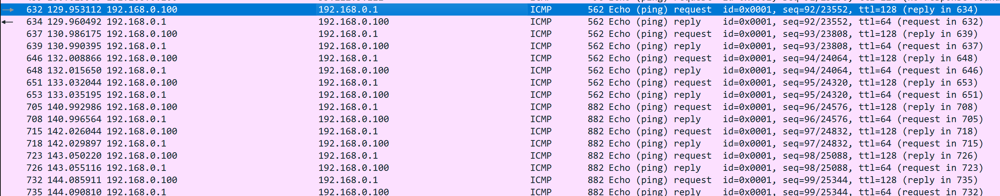 632 129.953112 192.168.0.100 192.168.0.1 ICMP 562 Echo (ping) request id=0x0001, seq=92/23552, ttl=128 (reply in 634)
634 129.960492 192.168.0.1 192.168.0.100 ICMP 562 Echo (ping) reply id=0x0001, seq=92/23552, ttl=64 (request in 632)
637 130.986175 192.168.0.100 192.168.0.1 ICMP 562 Echo (ping) request id=0x0001, seq=93/23808, ttl=128 (reply in 639)
639 130.990395 192.168.0.1 192.168.0.100 ICMP 562 Echo (ping) reply id=0x0001, seq=93/23808, ttl=64 (request in 637)
646 132.008866 192.168.0.100 192.168.0.1 ICMP 562 Echo (ping) request id=0x0001, seq=94/24064, ttl=128 (reply in 648)
648 132.015650 192.168.0.1 192.168.0.100 ICMP 562 Echo (ping) reply id=0x0001, seq=94/24064, ttl=64 (request in 646)
651 133.032044 192.168.0.100 192.168.0.1 ICMP 562 Echo (ping) request id=0x0001, seq=95/24320, ttl=128 (reply in 653)
653 133.035195 192.168.0.1 192.168.0.100 ICMP 562 Echo (ping) reply id=0x0001, seq=95/24320, ttl=64 (request in 651)
705 140.992986 192.168.0.100 192.168.0.1 ICMP 882 Echo (ping) request id=0x0001, seq=96/24576, ttl=128 (reply in 708)
708 140.996564 192.168.0.1 192.168.0.100 ICMP 882 Echo (ping) reply id=0x0001, seq=96/24576, ttl=64 (request in 705)
715 142.026044 192.168.0.100 192.168.0.1 ICMP 882 Echo (ping) request id=0x0001, seq=97/24832, ttl=128 (reply in 718)
718 142.029897 192.168.0.1 192.168.0.100 ICMP 882 Echo (ping) reply id=0x0001, seq=97/24832, ttl=64 (request in 715)
723 143.050220 192.168.0.100 192.168.0.1 ICMP 882 Echo (ping) request id=0x0001, seq=98/25088, ttl=128 (reply in 726)
726 143.055116 192.168.0.1 192.168.0.100 ICMP 882 Echo (ping) reply id=0x0001, seq=98/25088, ttl=64 (request in 723)
732 144.085911 192.168.0.100 192.168.0.1 ICMP 882 Echo (ping) request id=0x0001, seq=99/25344, ttl=128 (reply in 735)
735 144.090810 192.168.0.1 192.168.0.100 ICMP 882 Echo (ping) reply id=0x0001, seq=99/25344, ttl=64 (request in 732)